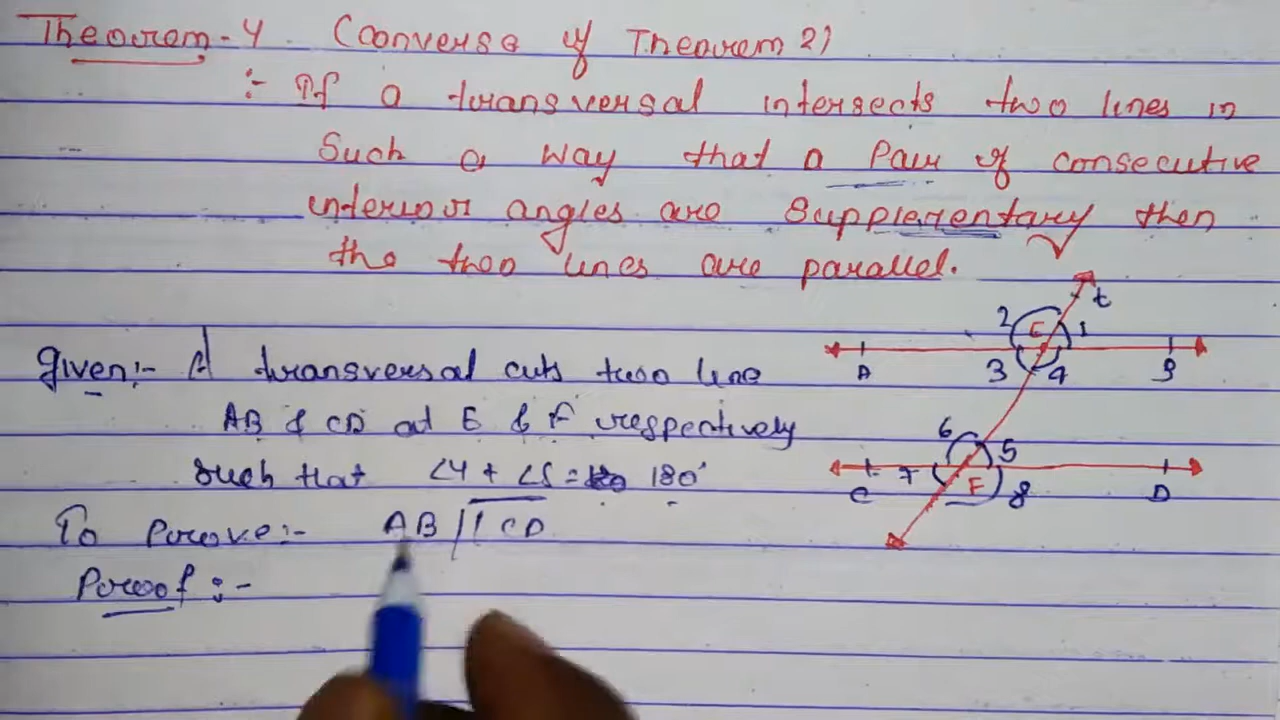 Theorem-4 (Converse of Theorem 2)
:- If a transversal intersects two lines in
Such a way that a Pair of consecutive
interior angles are Supplementary then
the two lines are parallel.
t
2 E 1
A 3 4 B
Given:- A transversal cuts two line
AB & CD at E & F respectively
6 5
such that ∠4 + ∠5 = 180°
C 7 F 8 D
To Prove:- AB || CD
Proof:-